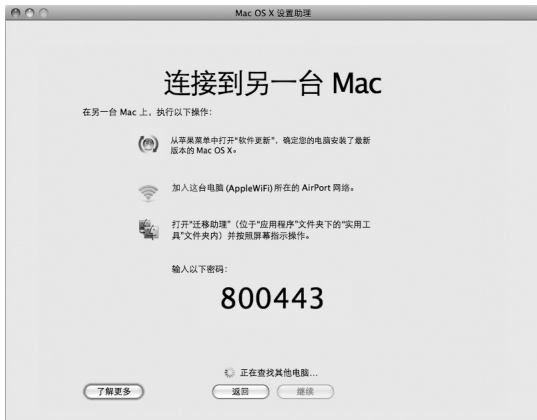 Mac OS X 设置助理
连接到另一台 Mac
在另一台 Mac 上，执行以下操作：
从苹果菜单中打开“软件更新”，确定您的电脑安装了最新
版本的 Mac OS X。
加入这台电脑 (AppleWiFi) 所在的 AirPort 网络。
打开“迁移助理”（位于“应用程序”文件夹下的“实用工
具”文件夹内）并按照屏幕指示操作。
输入以下密码：
800443
正在查找其他电脑...
了解更多
返回
继续